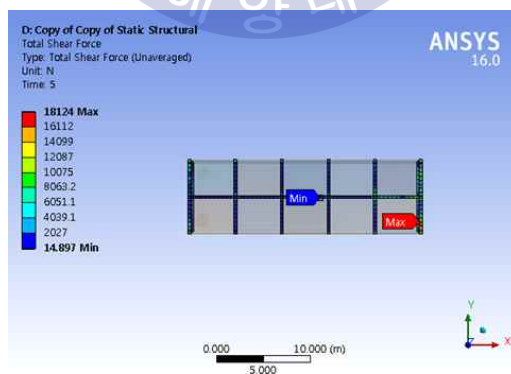 D: Copy of Copy of Static Structural
Total Shear Force
Type: Total Shear Force (Unaveraged)
Unit: N
Time: 5
ANSYS
16.0
18124 Max
16112
14099
12087
10075
8063.2
6051.1
4039.1
2027
14.897 Min
Min
Max
0.000 10.000 (m)
5.000
Y
Z X